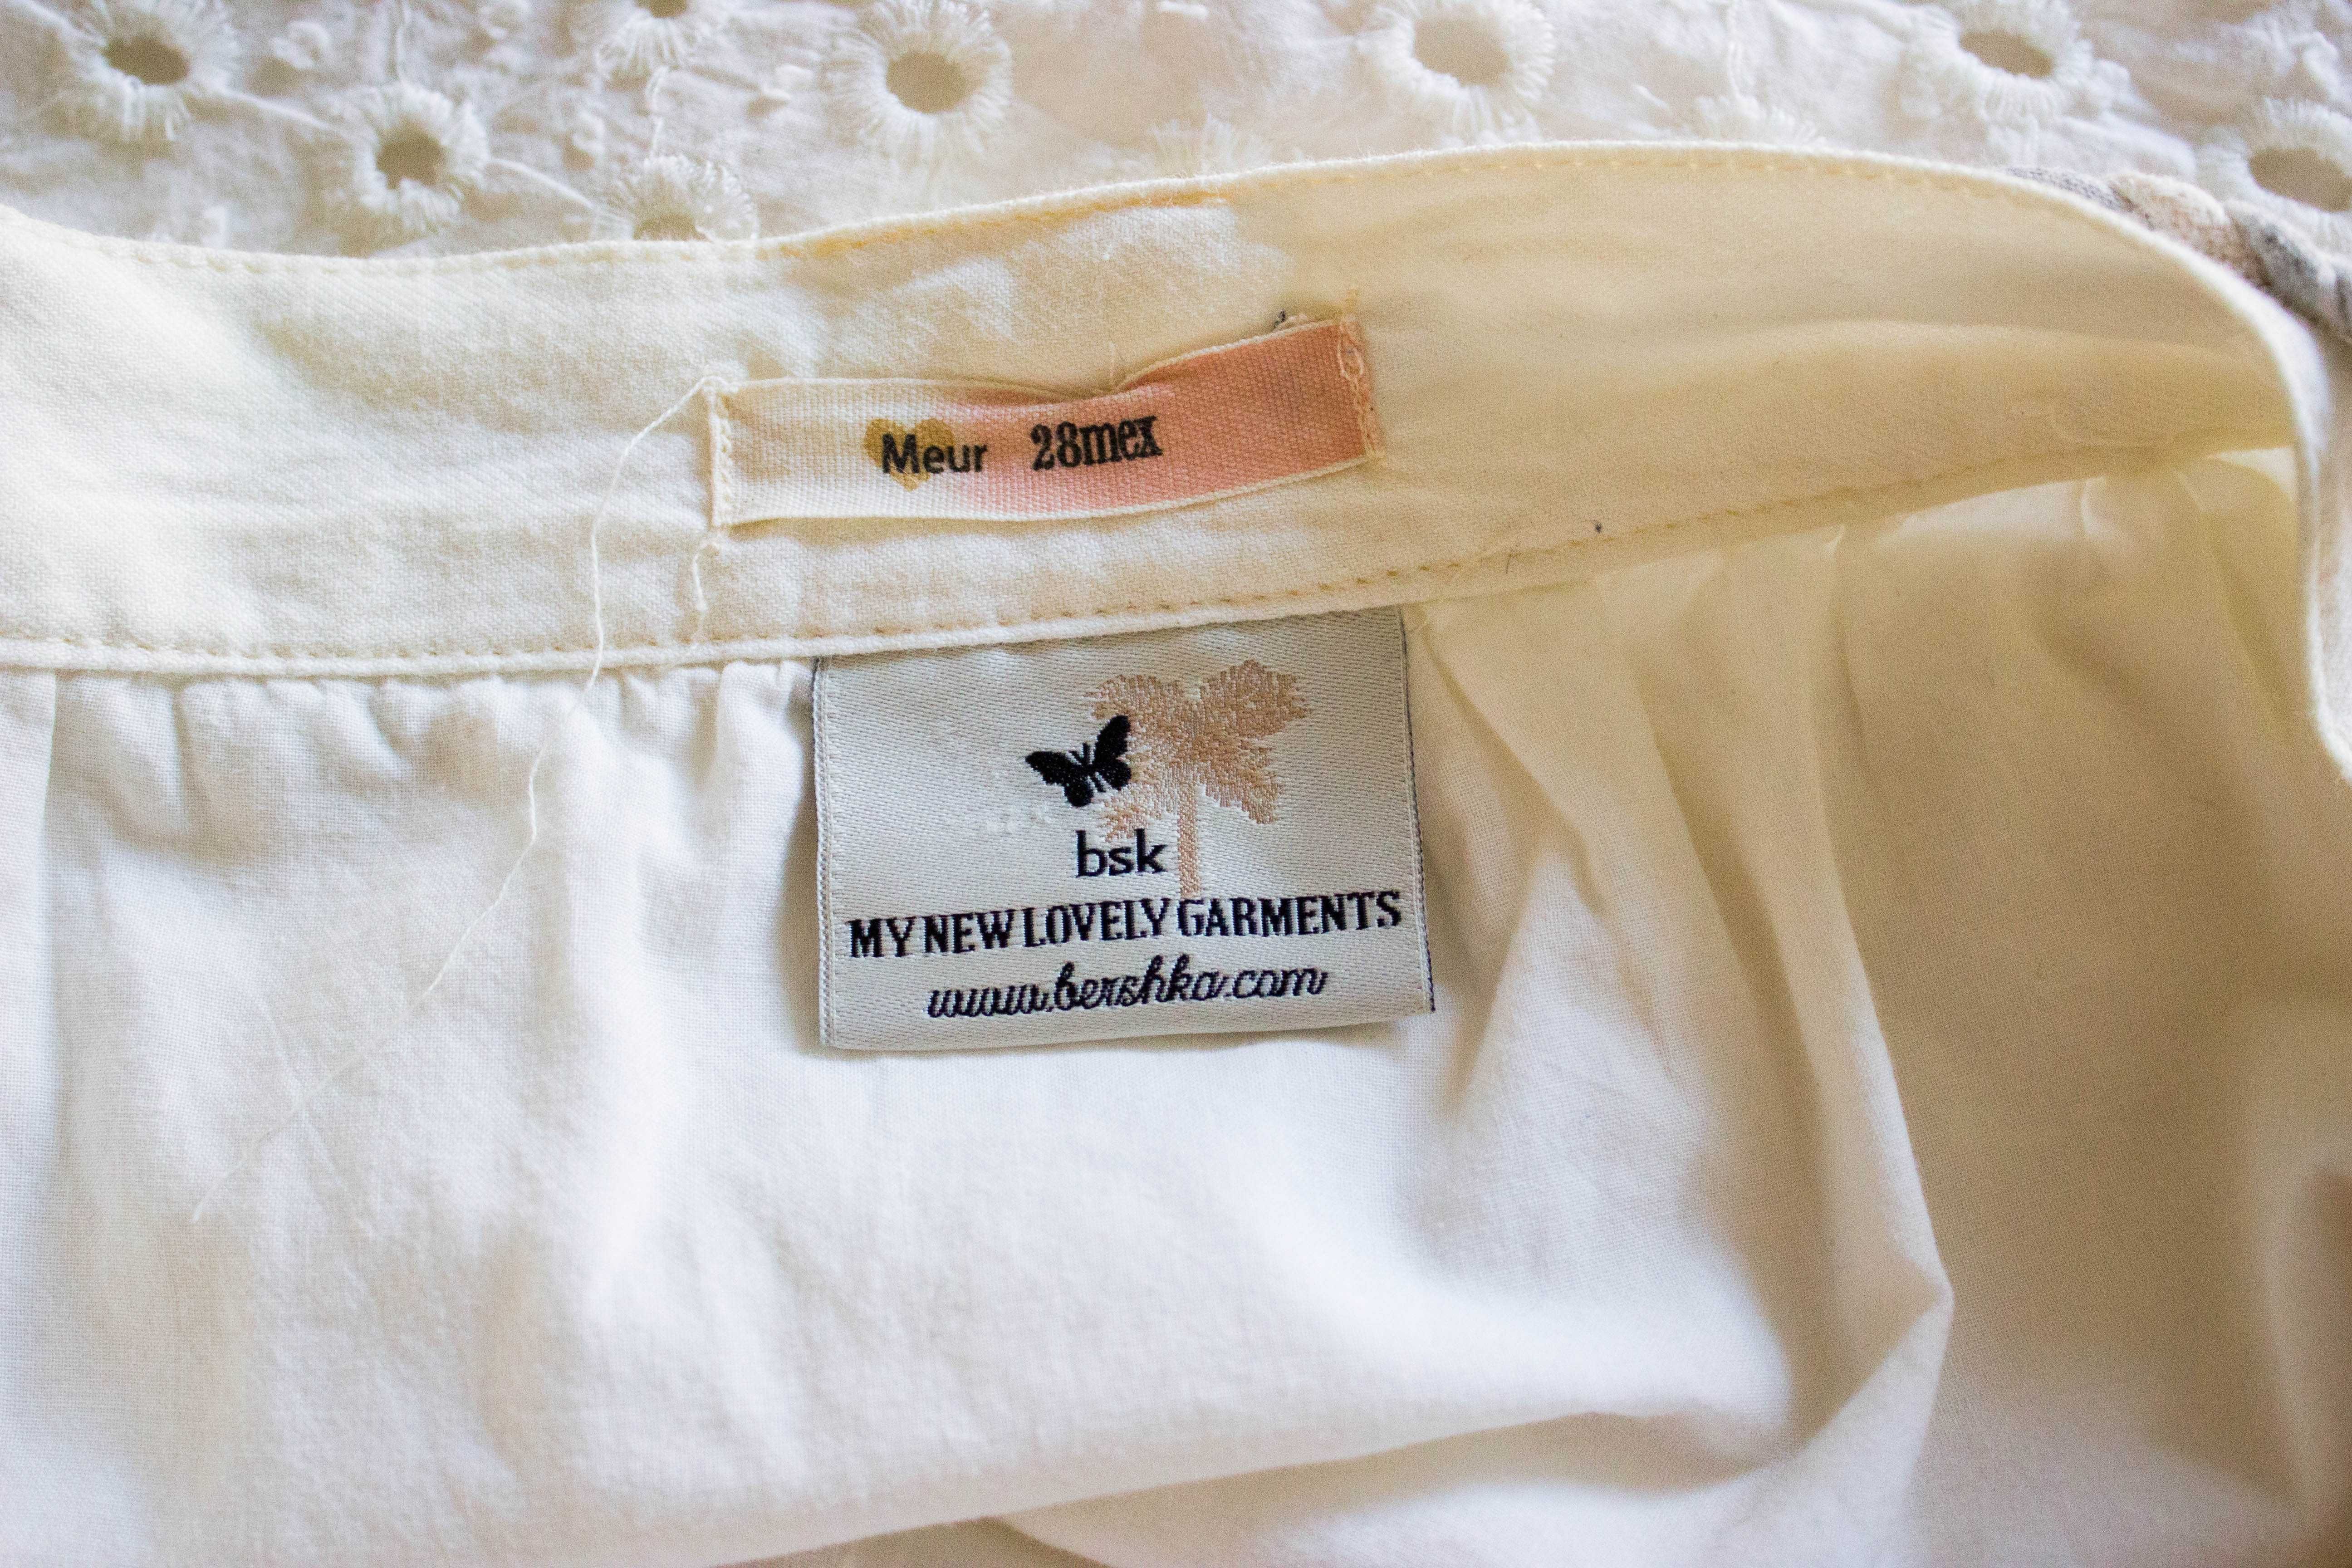 Meur 28mex
bsk
MY NEW LOVELY GARMENTS
www.bershka.com